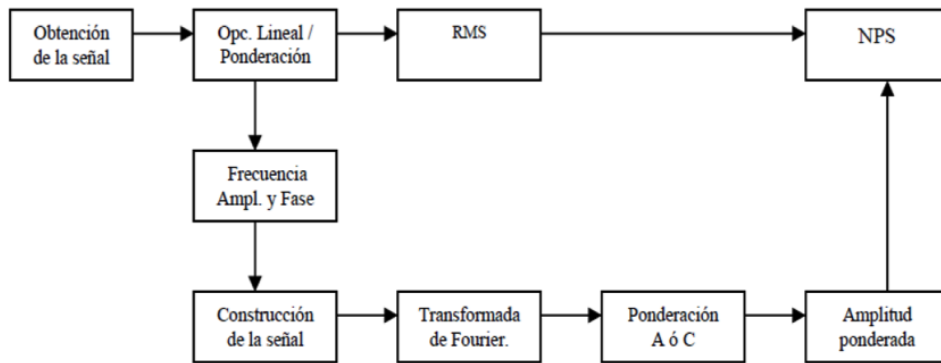 Obtención
de la señal
Opc. Lineal /
Ponderación
RMS
NPS
Frecuencia
Ampl. y Fase
Construcción
de la señal
Transformada
de Fourier.
Ponderación
A ó C
Amplitud
ponderada